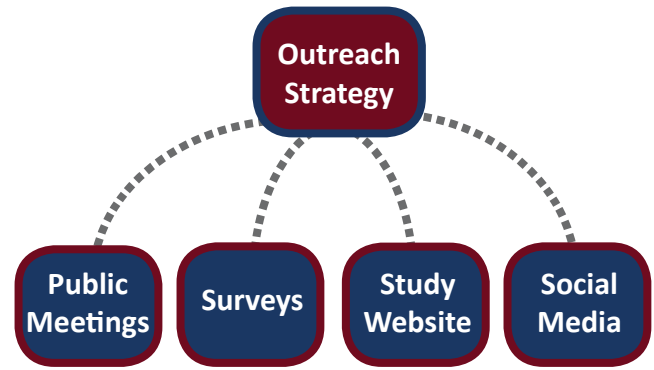 Outreach
Strategy
Public
Meetings
Surveys
Study
Website
Social
Media